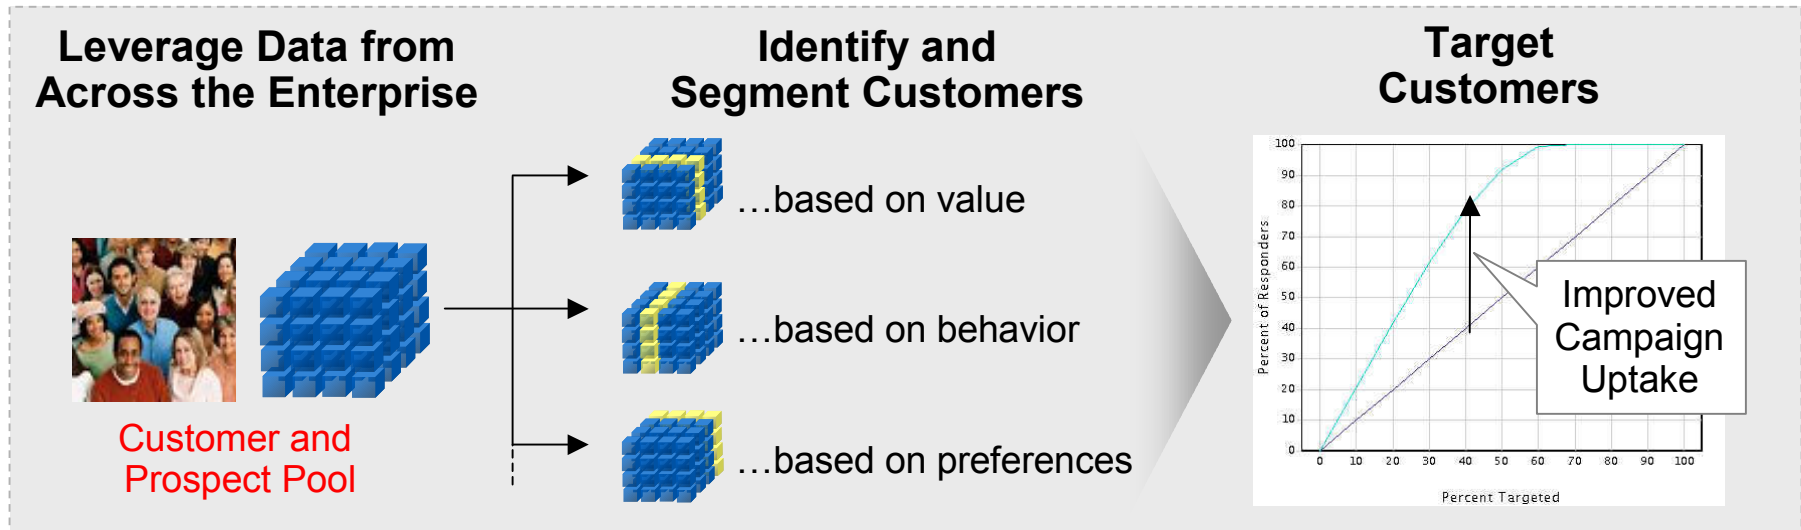 Leverage Data from
Across the Enterprise
Customer and
Prospect Pool
Identify and
Segment Customers
…based on value
…based on behavior
…based on preferences
Target
Customers
Percent of Responders
100
90
80
70
60
50
40
30
20
10
0
0 10 20 30 40 50 60 70 80 90 100
Percent Targeted
Improved
Campaign
Uptake